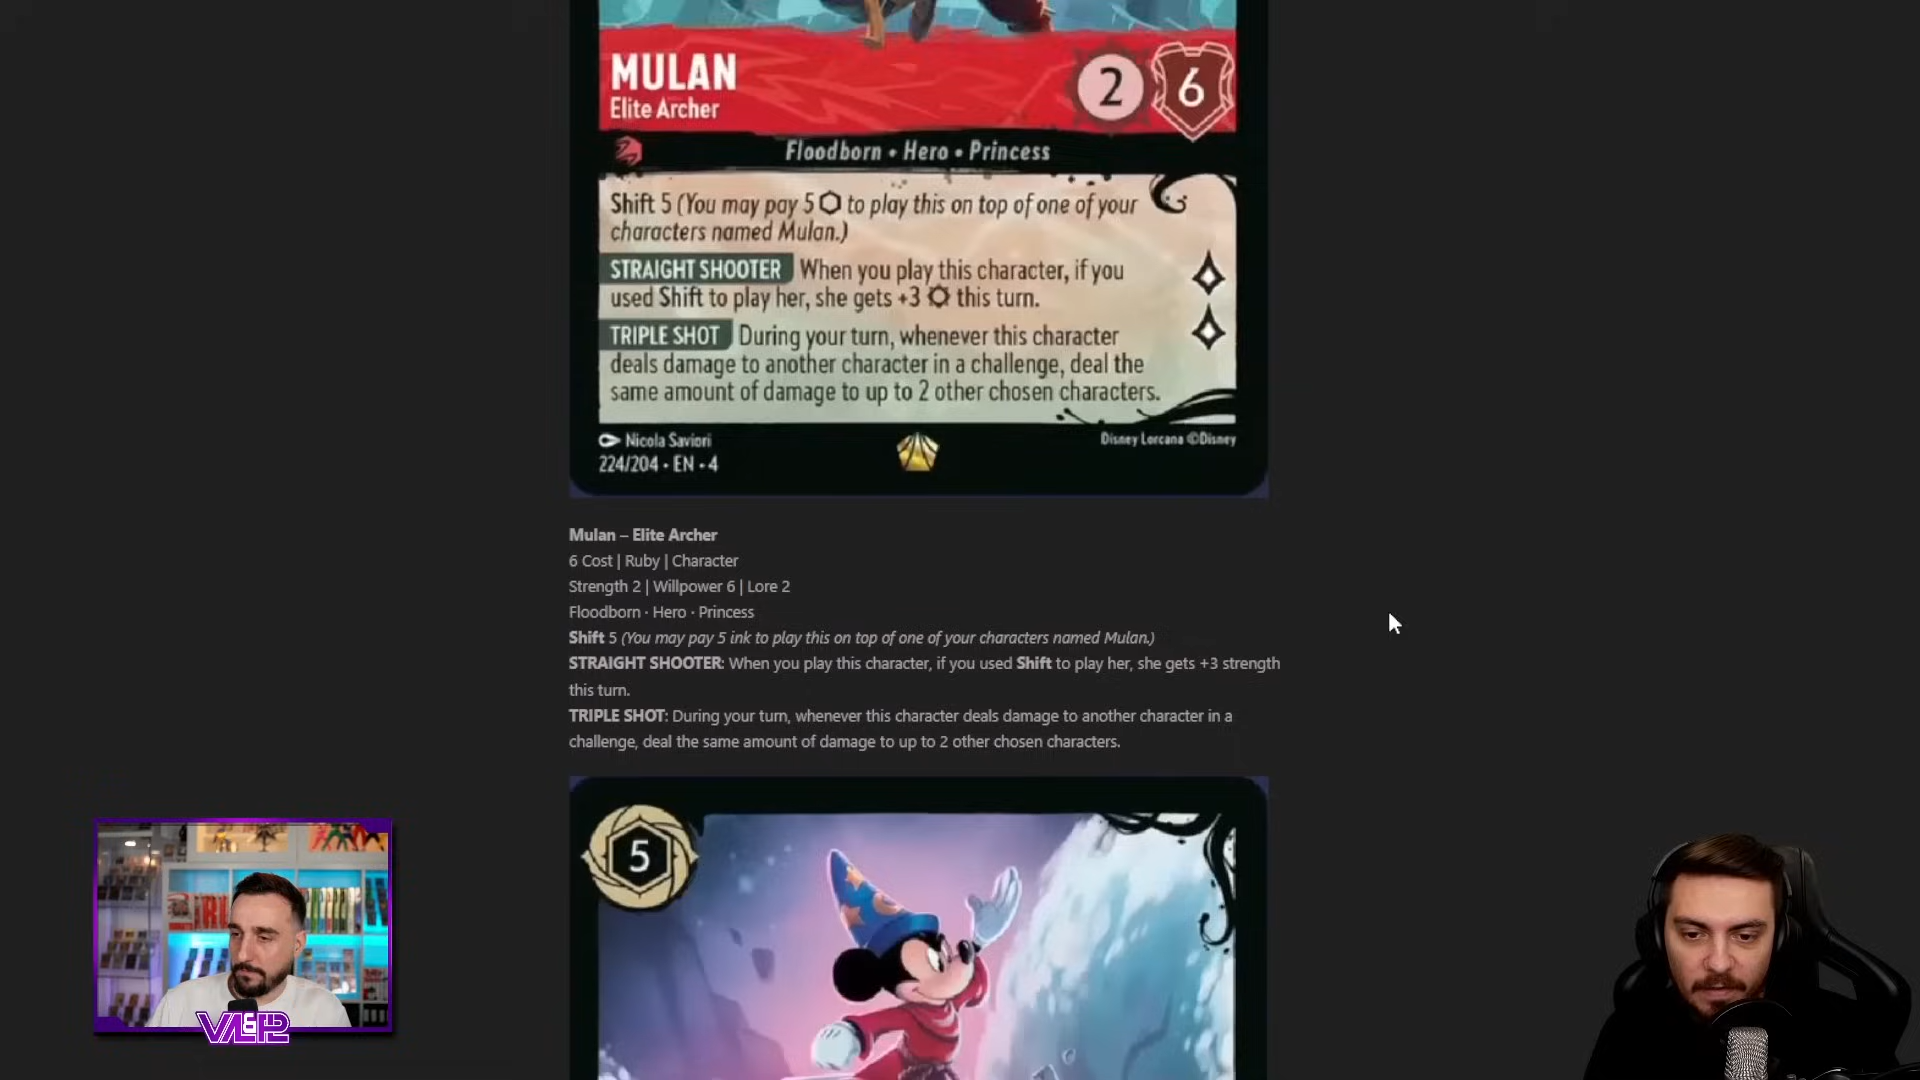 MULAN
Elite Archer
2
6
Floodborn • Hero • Princess
Shift 5 (You may pay 5 ⬡ to play this on top of one of your
characters named Mulan.)
STRAIGHT SHOOTER When you play this character, if you
used Shift to play her, she gets +3 ¤ this turn.
TRIPLE SHOT During your turn, whenever this character
deals damage to another character in a challenge, deal the
same amount of damage to up to 2 other chosen characters.
Nicola Saviori
Disney Lorcana ©Disney
224/204 • EN • 4
Mulan – Elite Archer
6 Cost | Ruby | Character
Strength 2 | Willpower 6 | Lore 2
Floodborn · Hero · Princess
Shift 5 (You may pay 5 ink to play this on top of one of your characters named Mulan.)
STRAIGHT SHOOTER: When you play this character, if you used Shift to play her, she gets +3 strength
this turn.
TRIPLE SHOT: During your turn, whenever this character deals damage to another character in a
challenge, deal the same amount of damage to up to 2 other chosen characters.
5